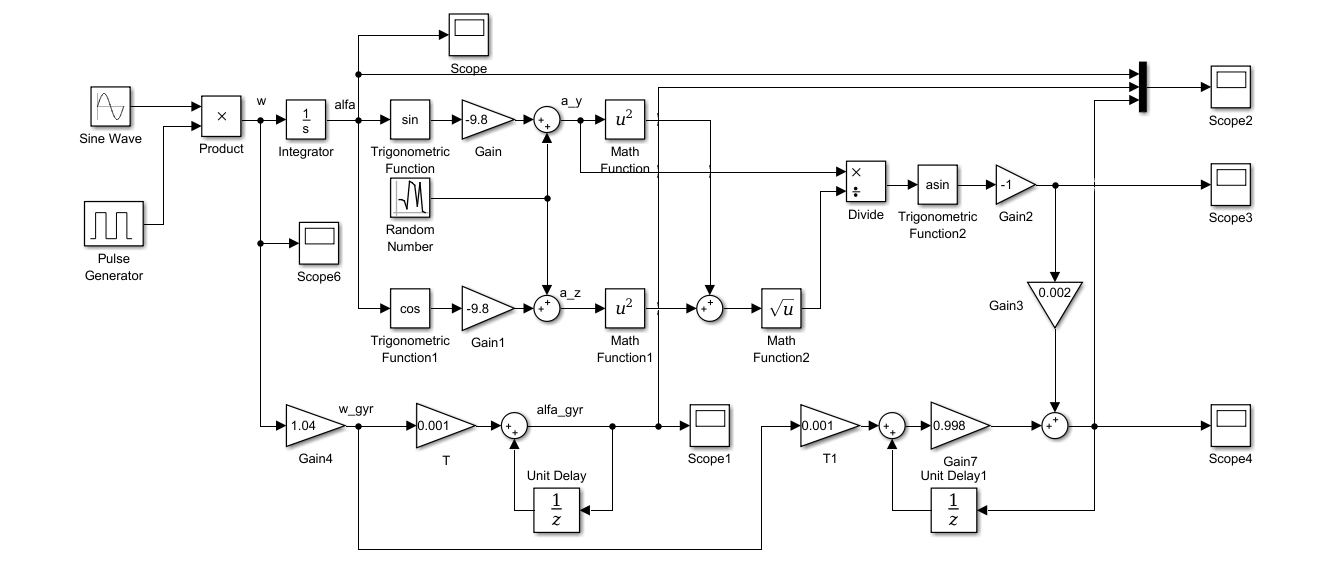 Scope
Sine Wave
w
×
Product
1
s
Integrator
alfa
sin
Trigonometric
Function
-9.8
Gain
a_y
u²
Math
Function
Scope2
Pulse
Generator
Scope6
Random
Number
×
÷
Divide
asin
Trigonometric
Function2
-1
Gain2
Scope3
cos
Trigonometric
Function1
-9.8
Gain1
a_z
u²
Math
Function1
√u
Math
Function2
0.002
Gain3
1.04
Gain4
w_gyr
0.001
T
alfa_gyr
Scope1
Unit Delay
1
z
0.001
T1
0.998
Gain7
Unit Delay1
1
z
Scope4